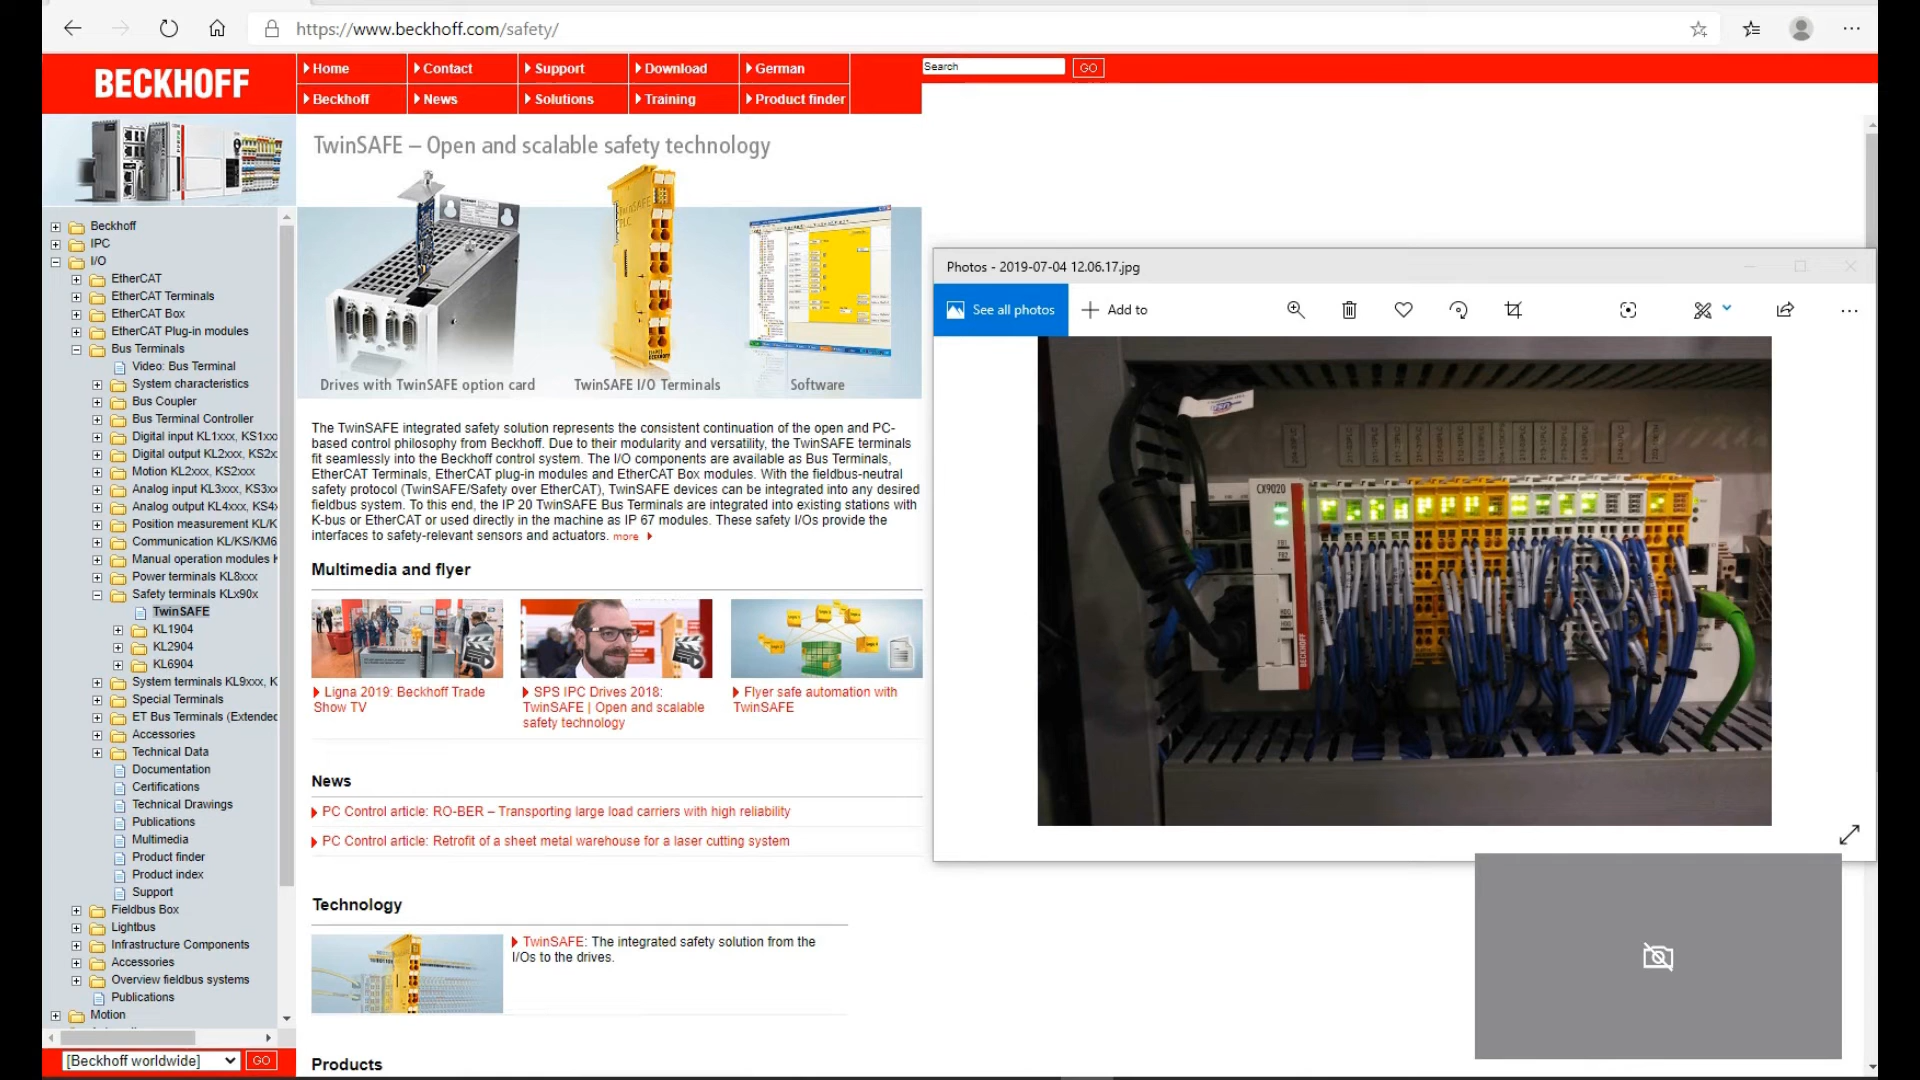 https://www.beckhoff.com/safety/
BECKHOFF
Home
Contact
Support
Download
German
Beckhoff
News
Solutions
Training
Product finder
Search
GO
TwinSAFE – Open and scalable safety technology
Drives with TwinSAFE option card
TwinSAFE I/O Terminals
Software
Beckhoff
IPC
I/O
EtherCAT
EtherCAT Terminals
EtherCAT Box
EtherCAT Plug-in modules
Bus Terminals
Video: Bus Terminal
System characteristics
Bus Coupler
Bus Terminal Controller
Digital input KL1xxx, KS1xxx
Digital output KL2xxx, KS2x
Motion KL2xxx, KS2xxx
Analog input KL3xxx, KS3xx
Analog output KL4xxx, KS4x
Position measurement KL/K
Communication KL/KS/KM6
Manual operation modules K
Power terminals KL8xxx
Safety terminals KLx90x
TwinSAFE
KL1904
KL2904
KL6904
System terminals KL9xxx, K
Special Terminals
ET Bus Terminals (Extended
Accessories
Technical Data
Documentation
Certifications
Technical Drawings
Publications
Multimedia
Product finder
Product index
Support
Fieldbus Box
Lightbus
Infrastructure Components
Accessories
Overview fieldbus systems
Publications
Motion
[Beckhoff worldwide]
GO
The TwinSAFE integrated safety solution represents the consistent continuation of the open and PC-
based control philosophy from Beckhoff. Due to their modularity and versatility, the TwinSAFE terminals
fit seamlessly into the Beckhoff control system. The I/O components are available as Bus Terminals,
EtherCAT Terminals, EtherCAT plug-in modules and EtherCAT Box modules. With the fieldbus-neutral
safety protocol (TwinSAFE/Safety over EtherCAT), TwinSAFE devices can be integrated into any desired
fieldbus system. To this end, the IP 20 TwinSAFE Bus Terminals are integrated into existing stations with
K-bus or EtherCAT or used directly in the machine as IP 67 modules. These safety I/Os provide the
interfaces to safety-relevant sensors and actuators. more
Multimedia and flyer
Ligna 2019: Beckhoff Trade
Show TV
SPS IPC Drives 2018:
TwinSAFE | Open and scalable
safety technology
Flyer safe automation with
TwinSAFE
News
PC Control article: RO-BER – Transporting large load carriers with high reliability
PC Control article: Retrofit of a sheet metal warehouse for a laser cutting system
Technology
TwinSAFE: The integrated safety solution from the
I/Os to the drives.
Products
Photos - 2019-07-04 12.06.17.jpg
See all photos
Add to
CX9020
BECKHOFF